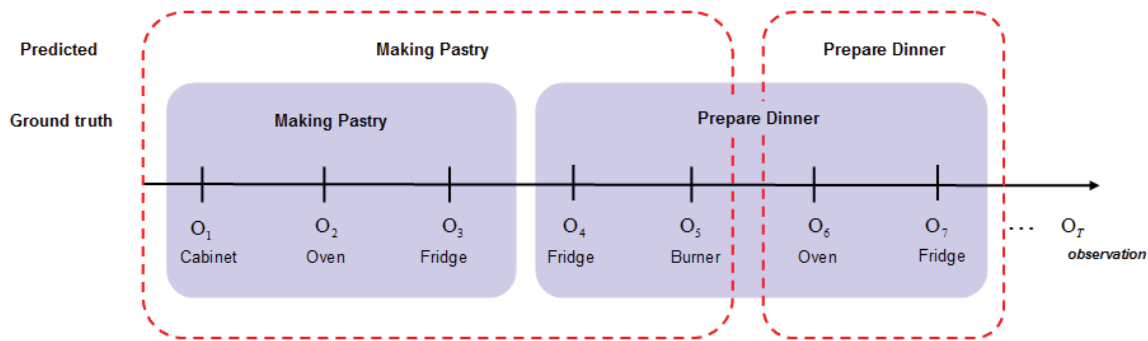 Predicted Making Pastry Prepare Dinner
Ground truth Making Pastry Prepare Dinner
O₁ O₂ O₃ O₄ O₅ O₆ O₇ ... O_T
Cabinet Oven Fridge Fridge Burner Oven Fridge observation